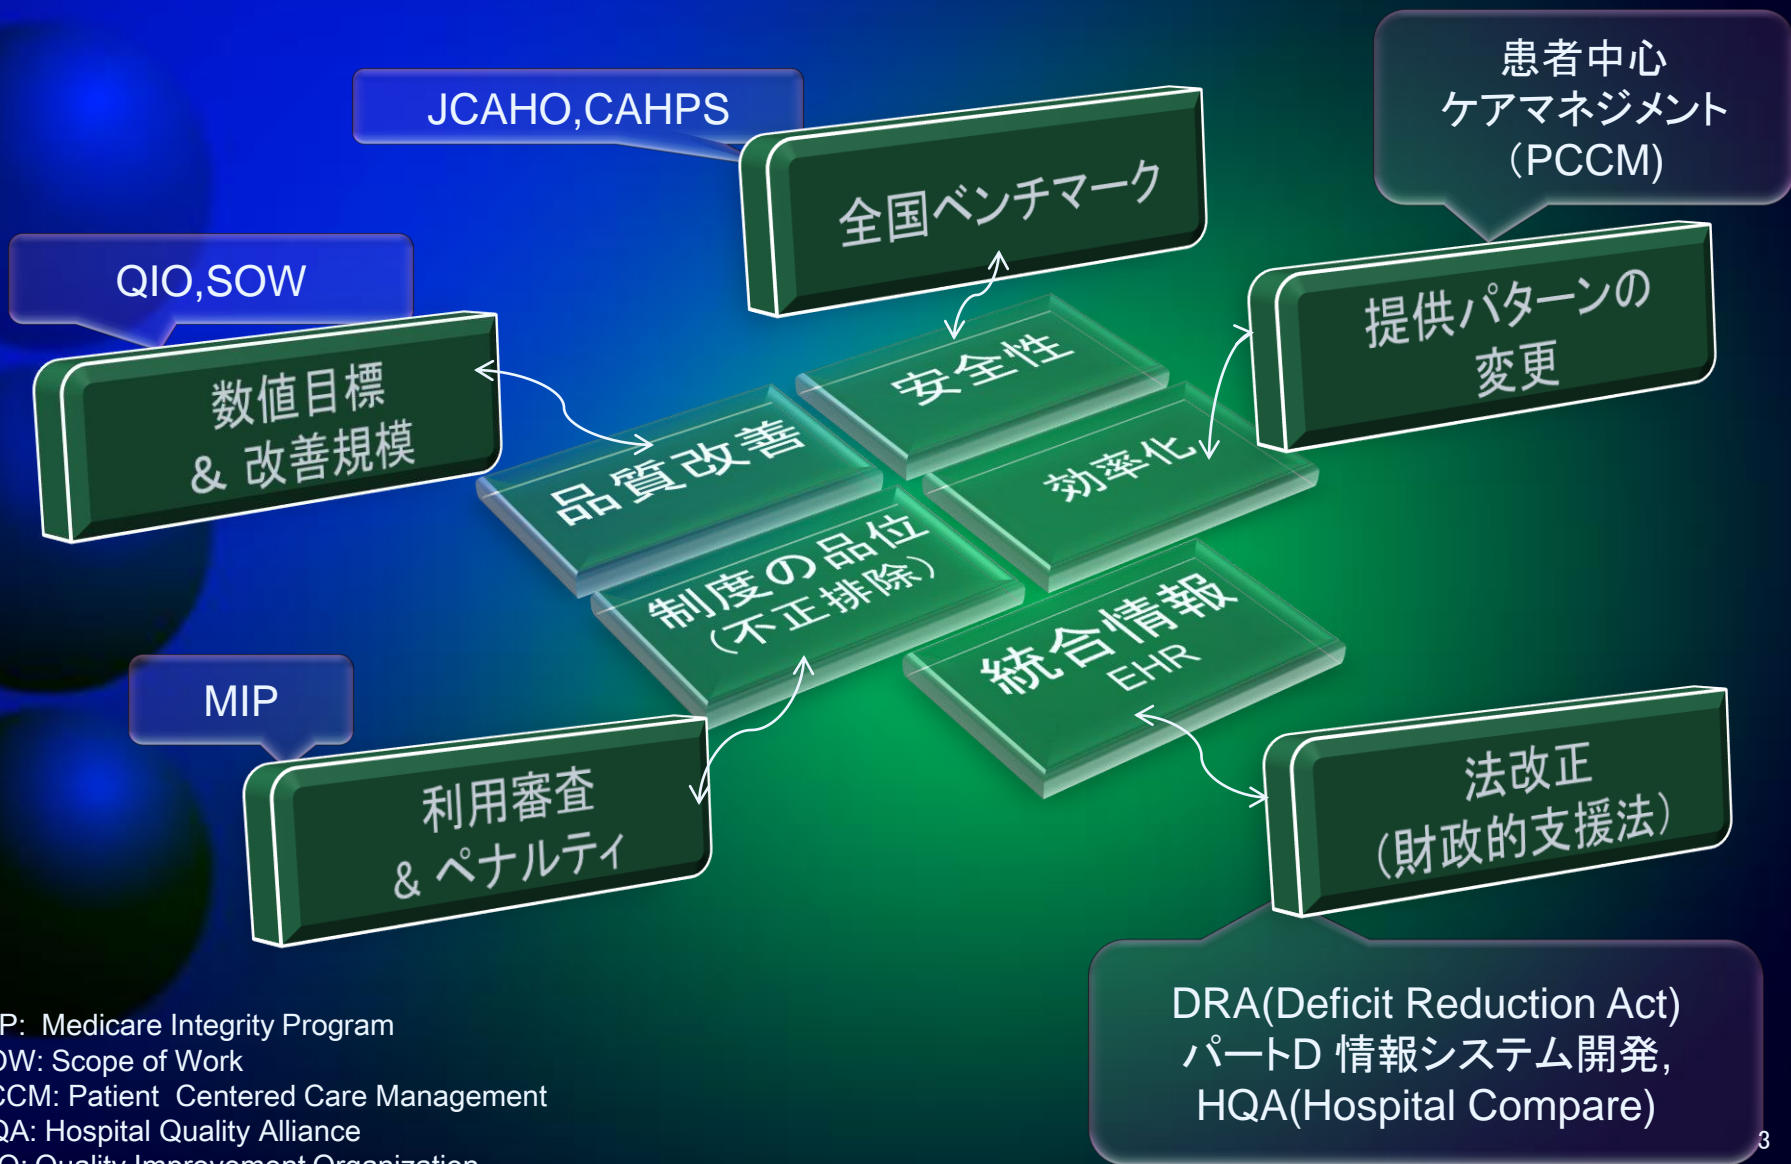 JCAHO,CAHPS
全国ベンチマーク
患者中心
ケアマネジメント
（PCCM)
提供パターンの
変更
QIO,SOW
数値目標
& 改善規模
安全性
品質改善
効率化
制度の品位
（不正排除）
統合情報
EHR
MIP
利用審査
& ペナルティ
法改正
（財政的支援法）
DRA(Deficit Reduction Act)
パートD 情報システム開発,
HQA(Hospital Compare)
P: Medicare Integrity Program
OW: Scope of Work
CCM: Patient Centered Care Management
QA: Hospital Quality Alliance
O: Quality Improvement Organization
3